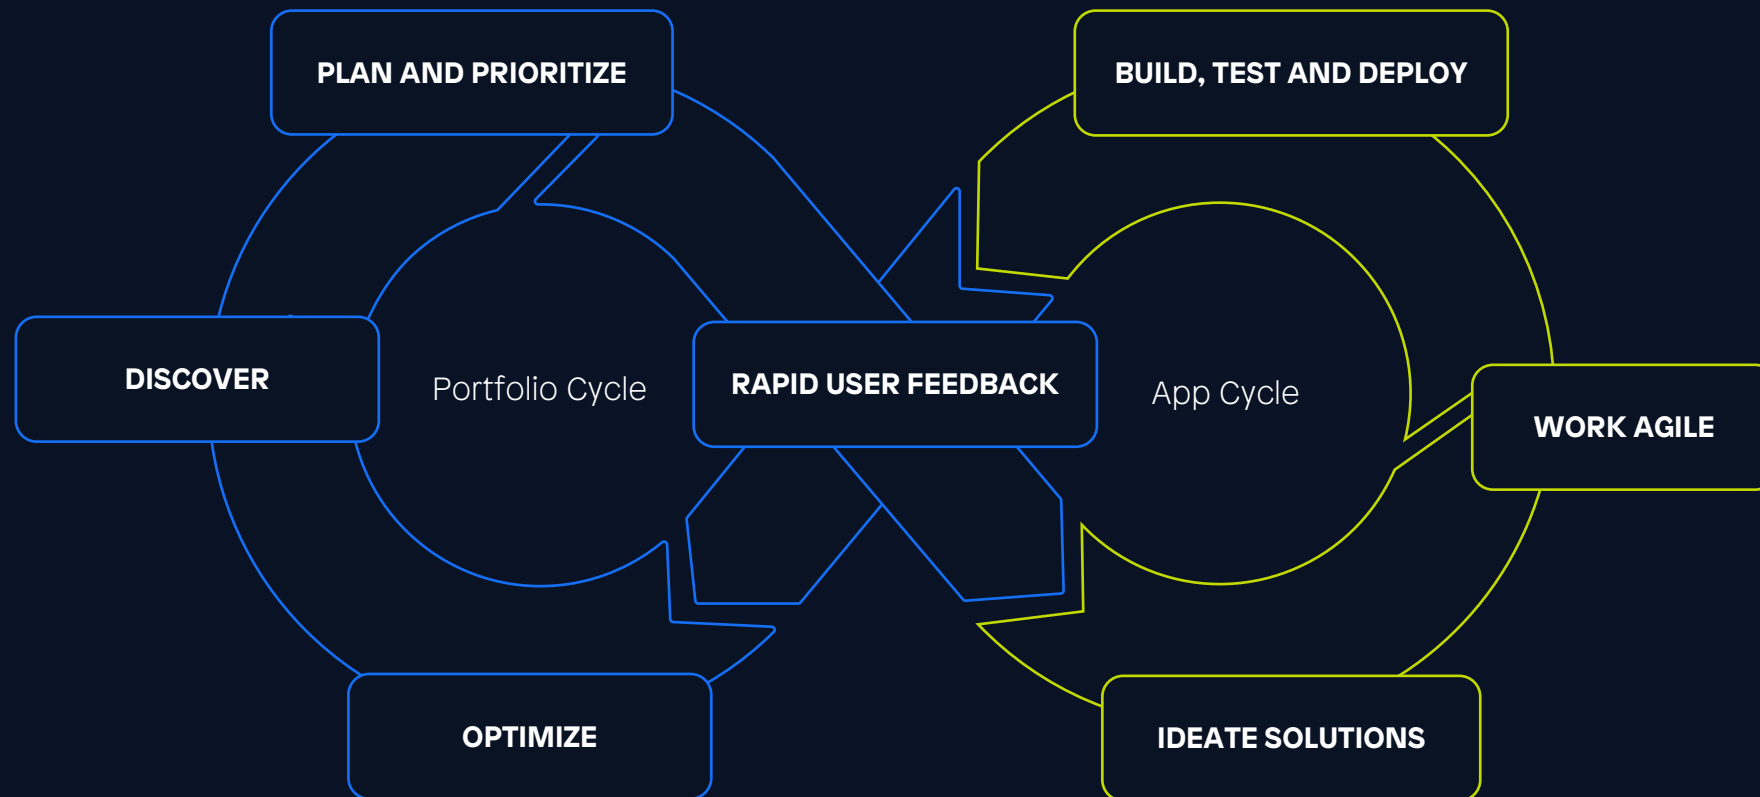 PLAN AND PRIORITIZE
BUILD, TEST AND DEPLOY
DISCOVER
Portfolio Cycle
RAPID USER FEEDBACK
App Cycle
WORK AGILE
OPTIMIZE
IDEATE SOLUTIONS